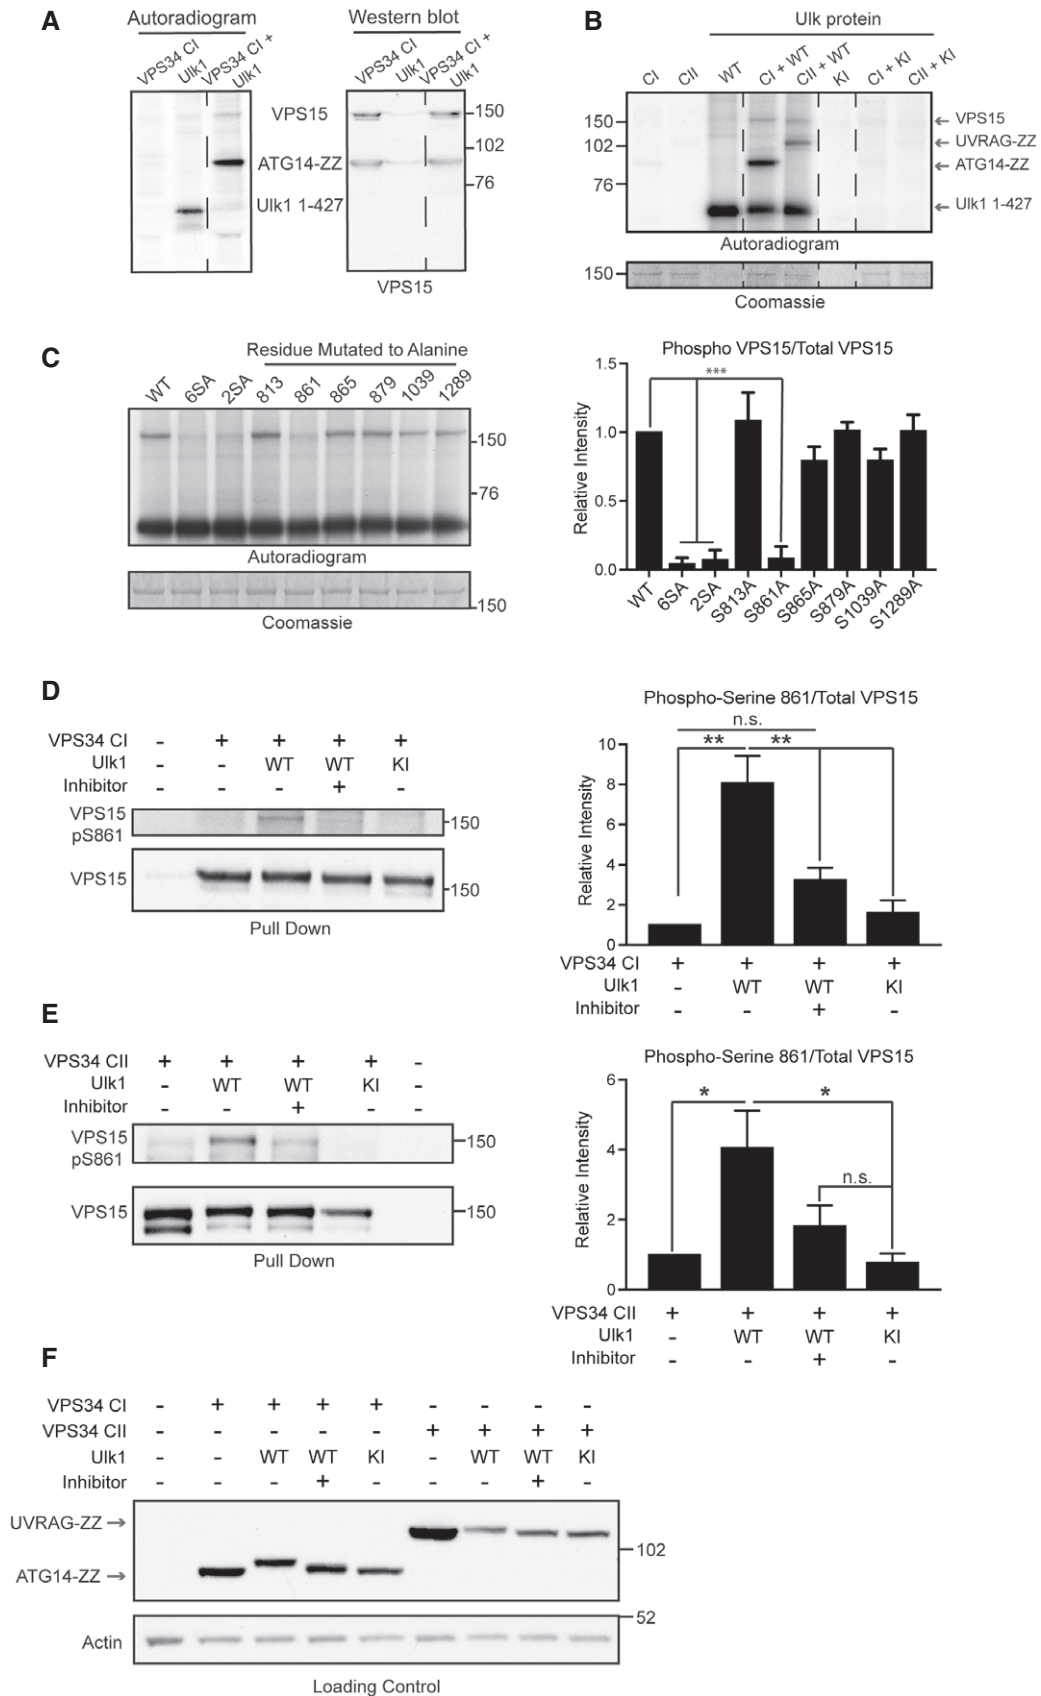 A
Autoradiogram
VPS34 CI
Ulk1
VPS34 CI +
Ulk1
VPS15
ATG14-ZZ
Ulk1 1-427
Western blot
VPS34 CI
Ulk1
VPS34 CI +
Ulk1
150
102
76
VPS15
B
Ulk protein
CI
CII
WT
CI + WT
CII + WT
KI
CI + KI
CII + KI
150
102
76
← VPS15
← UVRAG-ZZ
← ATG14-ZZ
← Ulk1 1-427
Autoradiogram
150
Coomassie
C
Residue Mutated to Alanine
WT 6SA 2SA 813 861 865 879 1039 1289
150
76
Autoradiogram
150
Coomassie
Phospho VPS15/Total VPS15
Relative Intensity
1.5
1.0
0.5
0.0
***
WT 6SA 2SA S813A S861A S865A S879A S1039A S1289A
D
VPS34 CI - + + + +
Ulk1 - - WT WT KI
Inhibitor - - - + -
VPS15
pS861
150
VPS15
150
Pull Down
Phospho-Serine 861/Total VPS15
n.s.
** **
Relative Intensity
10
8
6
4
2
0
VPS34 CI + + + +
Ulk1 - WT WT KI
Inhibitor - - + -
E
VPS34 CII + + + + -
Ulk1 - WT WT KI -
Inhibitor - - + - -
VPS15
pS861
150
VPS15
150
Pull Down
Phospho-Serine 861/Total VPS15
* *
n.s.
Relative Intensity
6
4
2
0
VPS34 CII + + + +
Ulk1 - WT WT KI
Inhibitor - - + -
F
VPS34 CI - + + + + - - - -
VPS34 CII - - - - - + + + +
Ulk1 - - WT WT KI - WT WT KI
Inhibitor - - - + - - - + -
UVRAG-ZZ →
ATG14-ZZ →
102
52
Actin
Loading Control